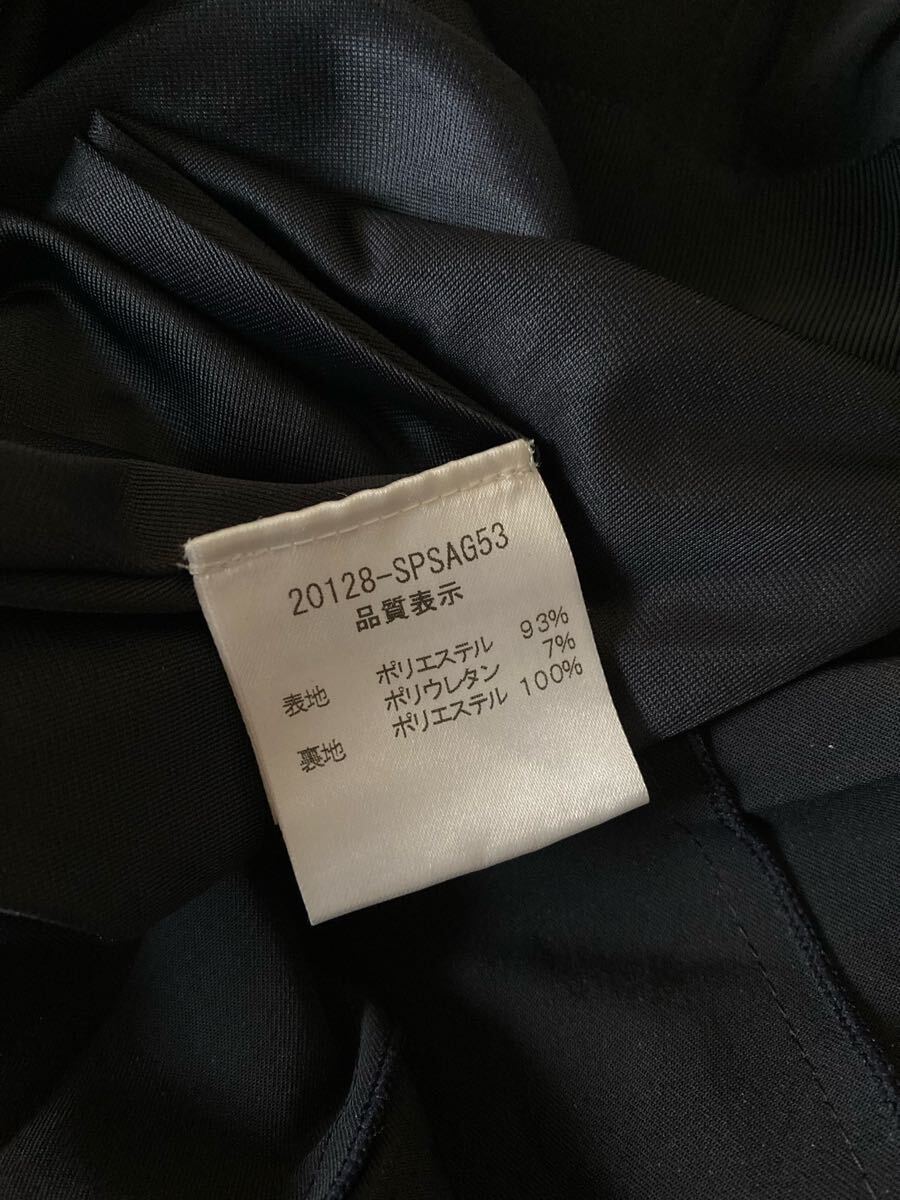 20128-SPSAG53
品質表示
表地 ポリエステル 93%
ポリウレタン 7%
裏地 ポリエステル 100%